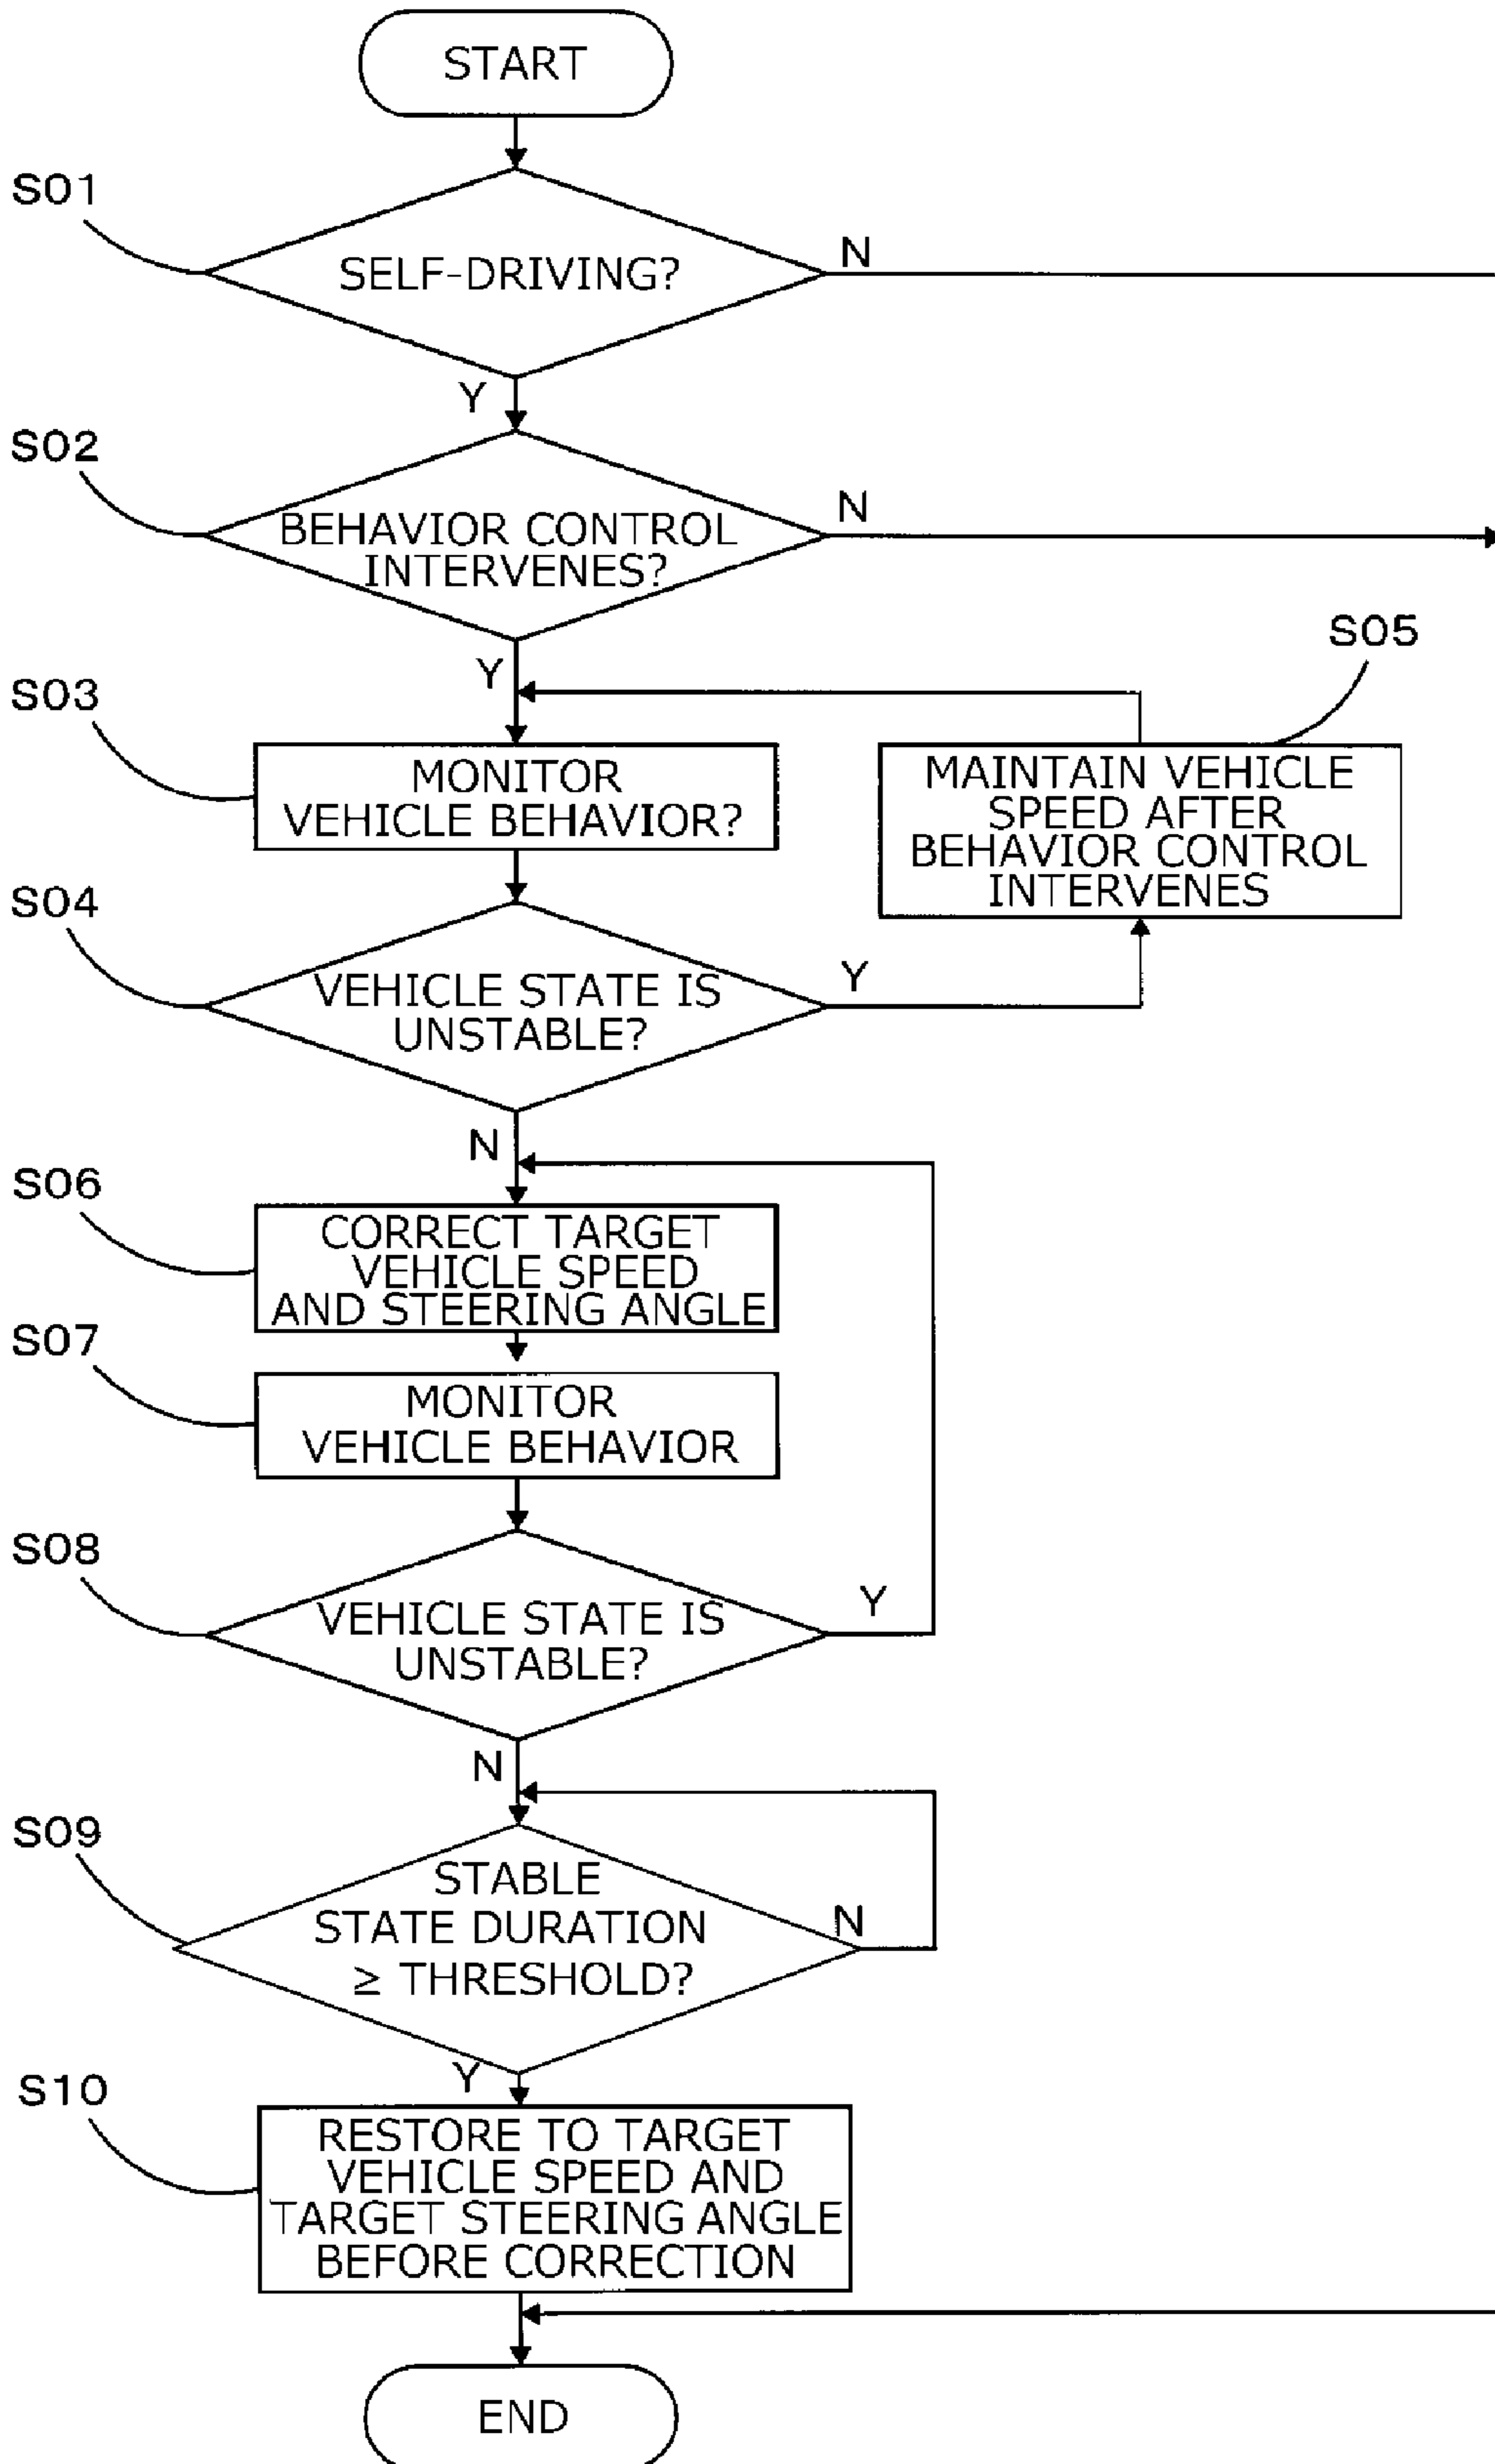 START
S01
SELF-DRIVING?
N
Y
S02
BEHAVIOR CONTROL
INTERVENES?
N
Y
S05
S03
MONITOR
VEHICLE BEHAVIOR?
MAINTAIN VEHICLE
SPEED AFTER
BEHAVIOR CONTROL
INTERVENES
S04
VEHICLE STATE IS
UNSTABLE?
Y
N
S06
CORRECT TARGET
VEHICLE SPEED
AND STEERING ANGLE
S07
MONITOR
VEHICLE BEHAVIOR
S08
VEHICLE STATE IS
UNSTABLE?
Y
N
S09
STABLE
STATE DURATION
≥ THRESHOLD?
N
Y
S10
RESTORE TO TARGET
VEHICLE SPEED AND
TARGET STEERING ANGLE
BEFORE CORRECTION
END